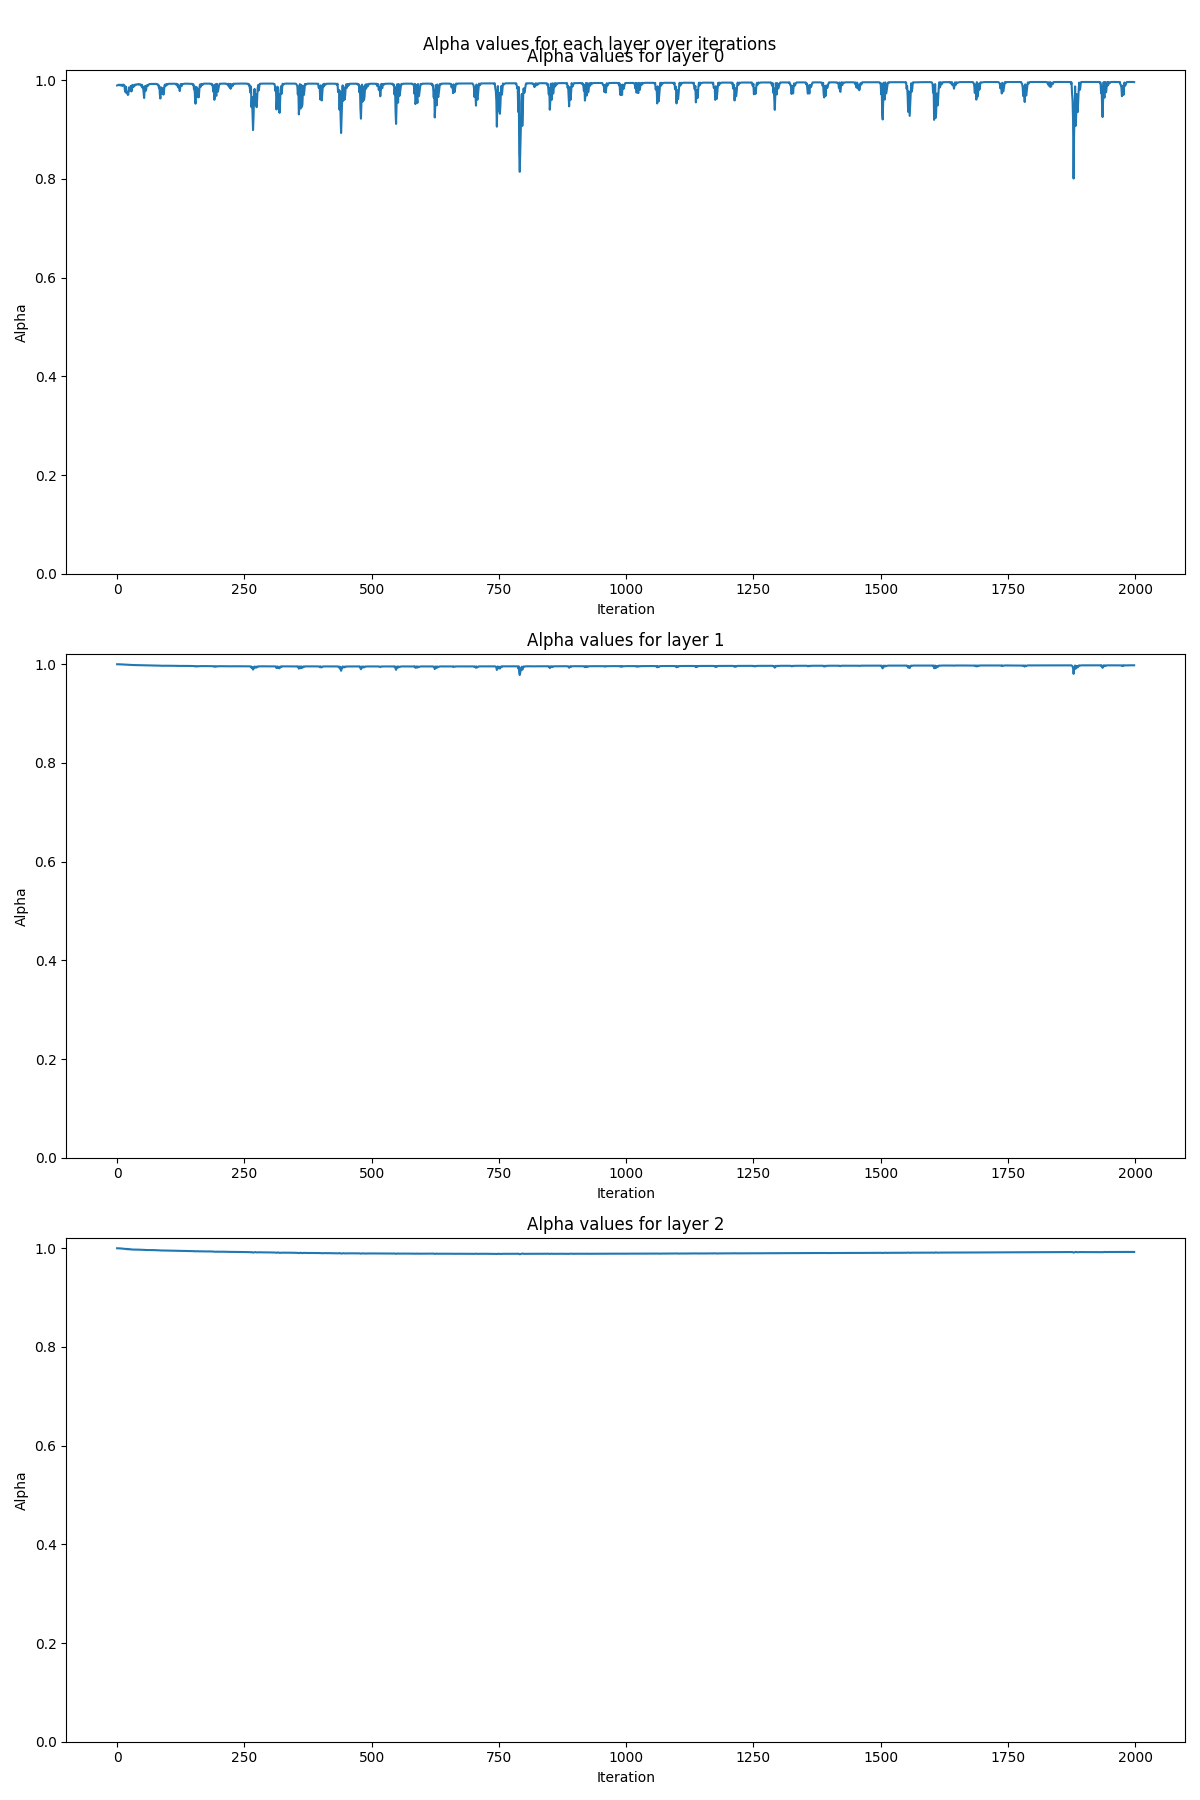 Alpha values for each layer over iterations
Alpha values for layer 0
1.0
0.8
0.6
0.4
0.2
0.0
Alpha
0 250 500 750 1000 1250 1500 1750 2000
Iteration
Alpha values for layer 1
1.0
0.8
0.6
0.4
0.2
0.0
Alpha
0 250 500 750 1000 1250 1500 1750 2000
Iteration
Alpha values for layer 2
1.0
0.8
0.6
0.4
0.2
0.0
Alpha
0 250 500 750 1000 1250 1500 1750 2000
Iteration